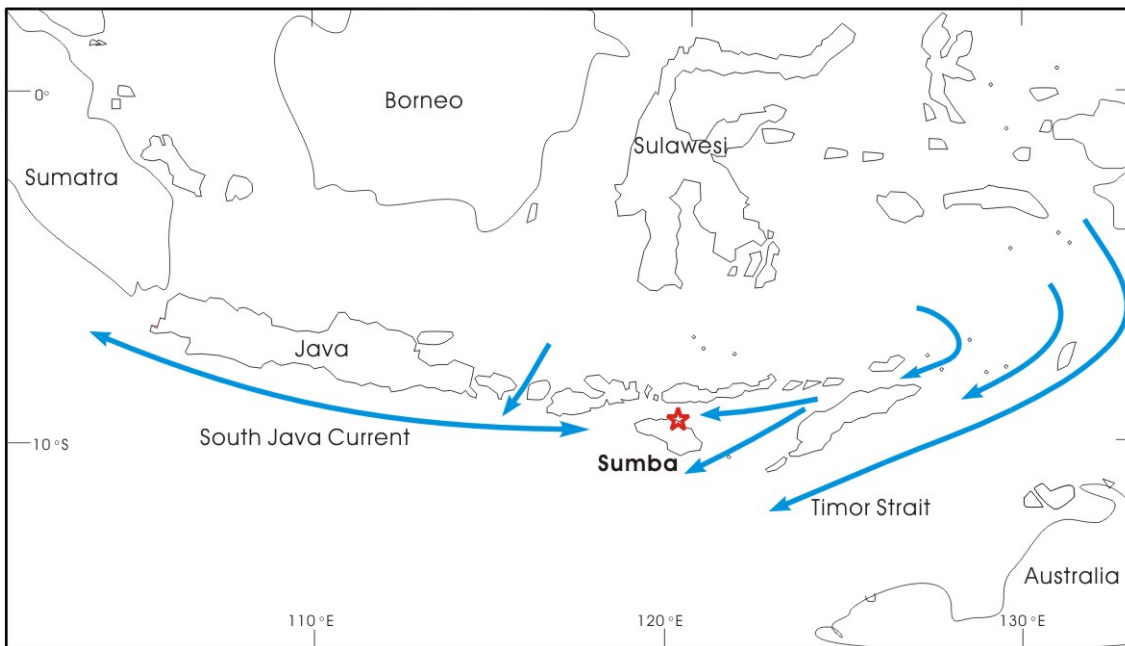 Borneo
0°
Sulawesi
Sumatra
Java
South Java Current
10 °S
Sumba
Timor Strait
Australia
110 °E
120 °E
130 °E